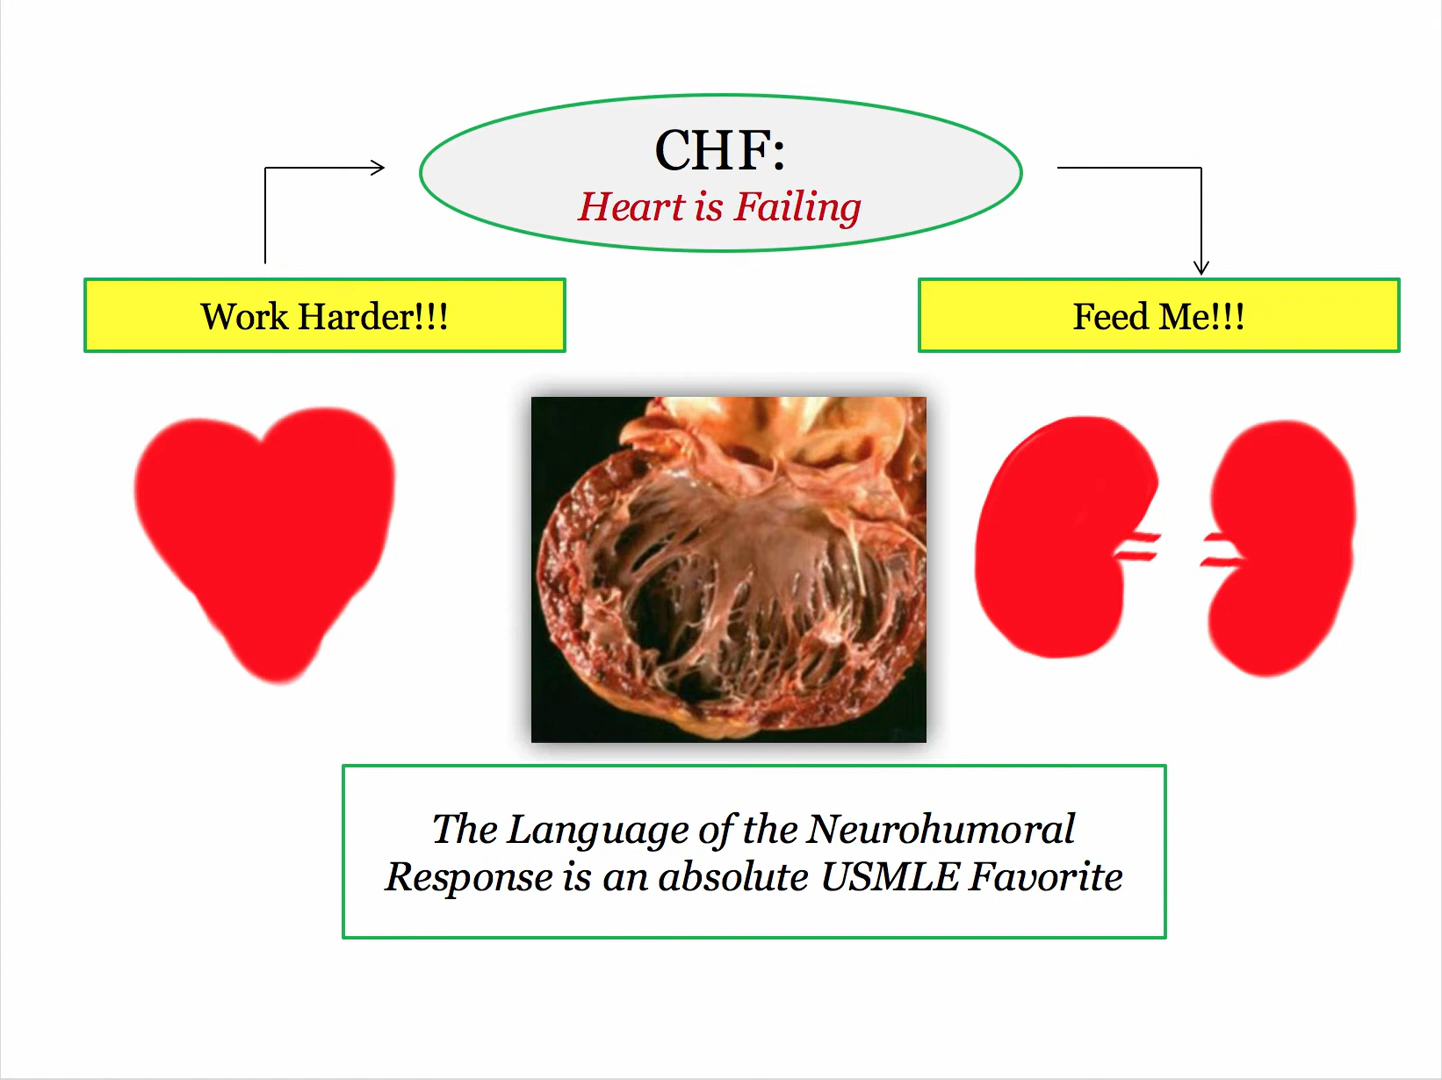 CHF:
Heart is Failing
Work Harder!!!
Feed Me!!!
The Language of the Neurohumoral
Response is an absolute USMLE Favorite